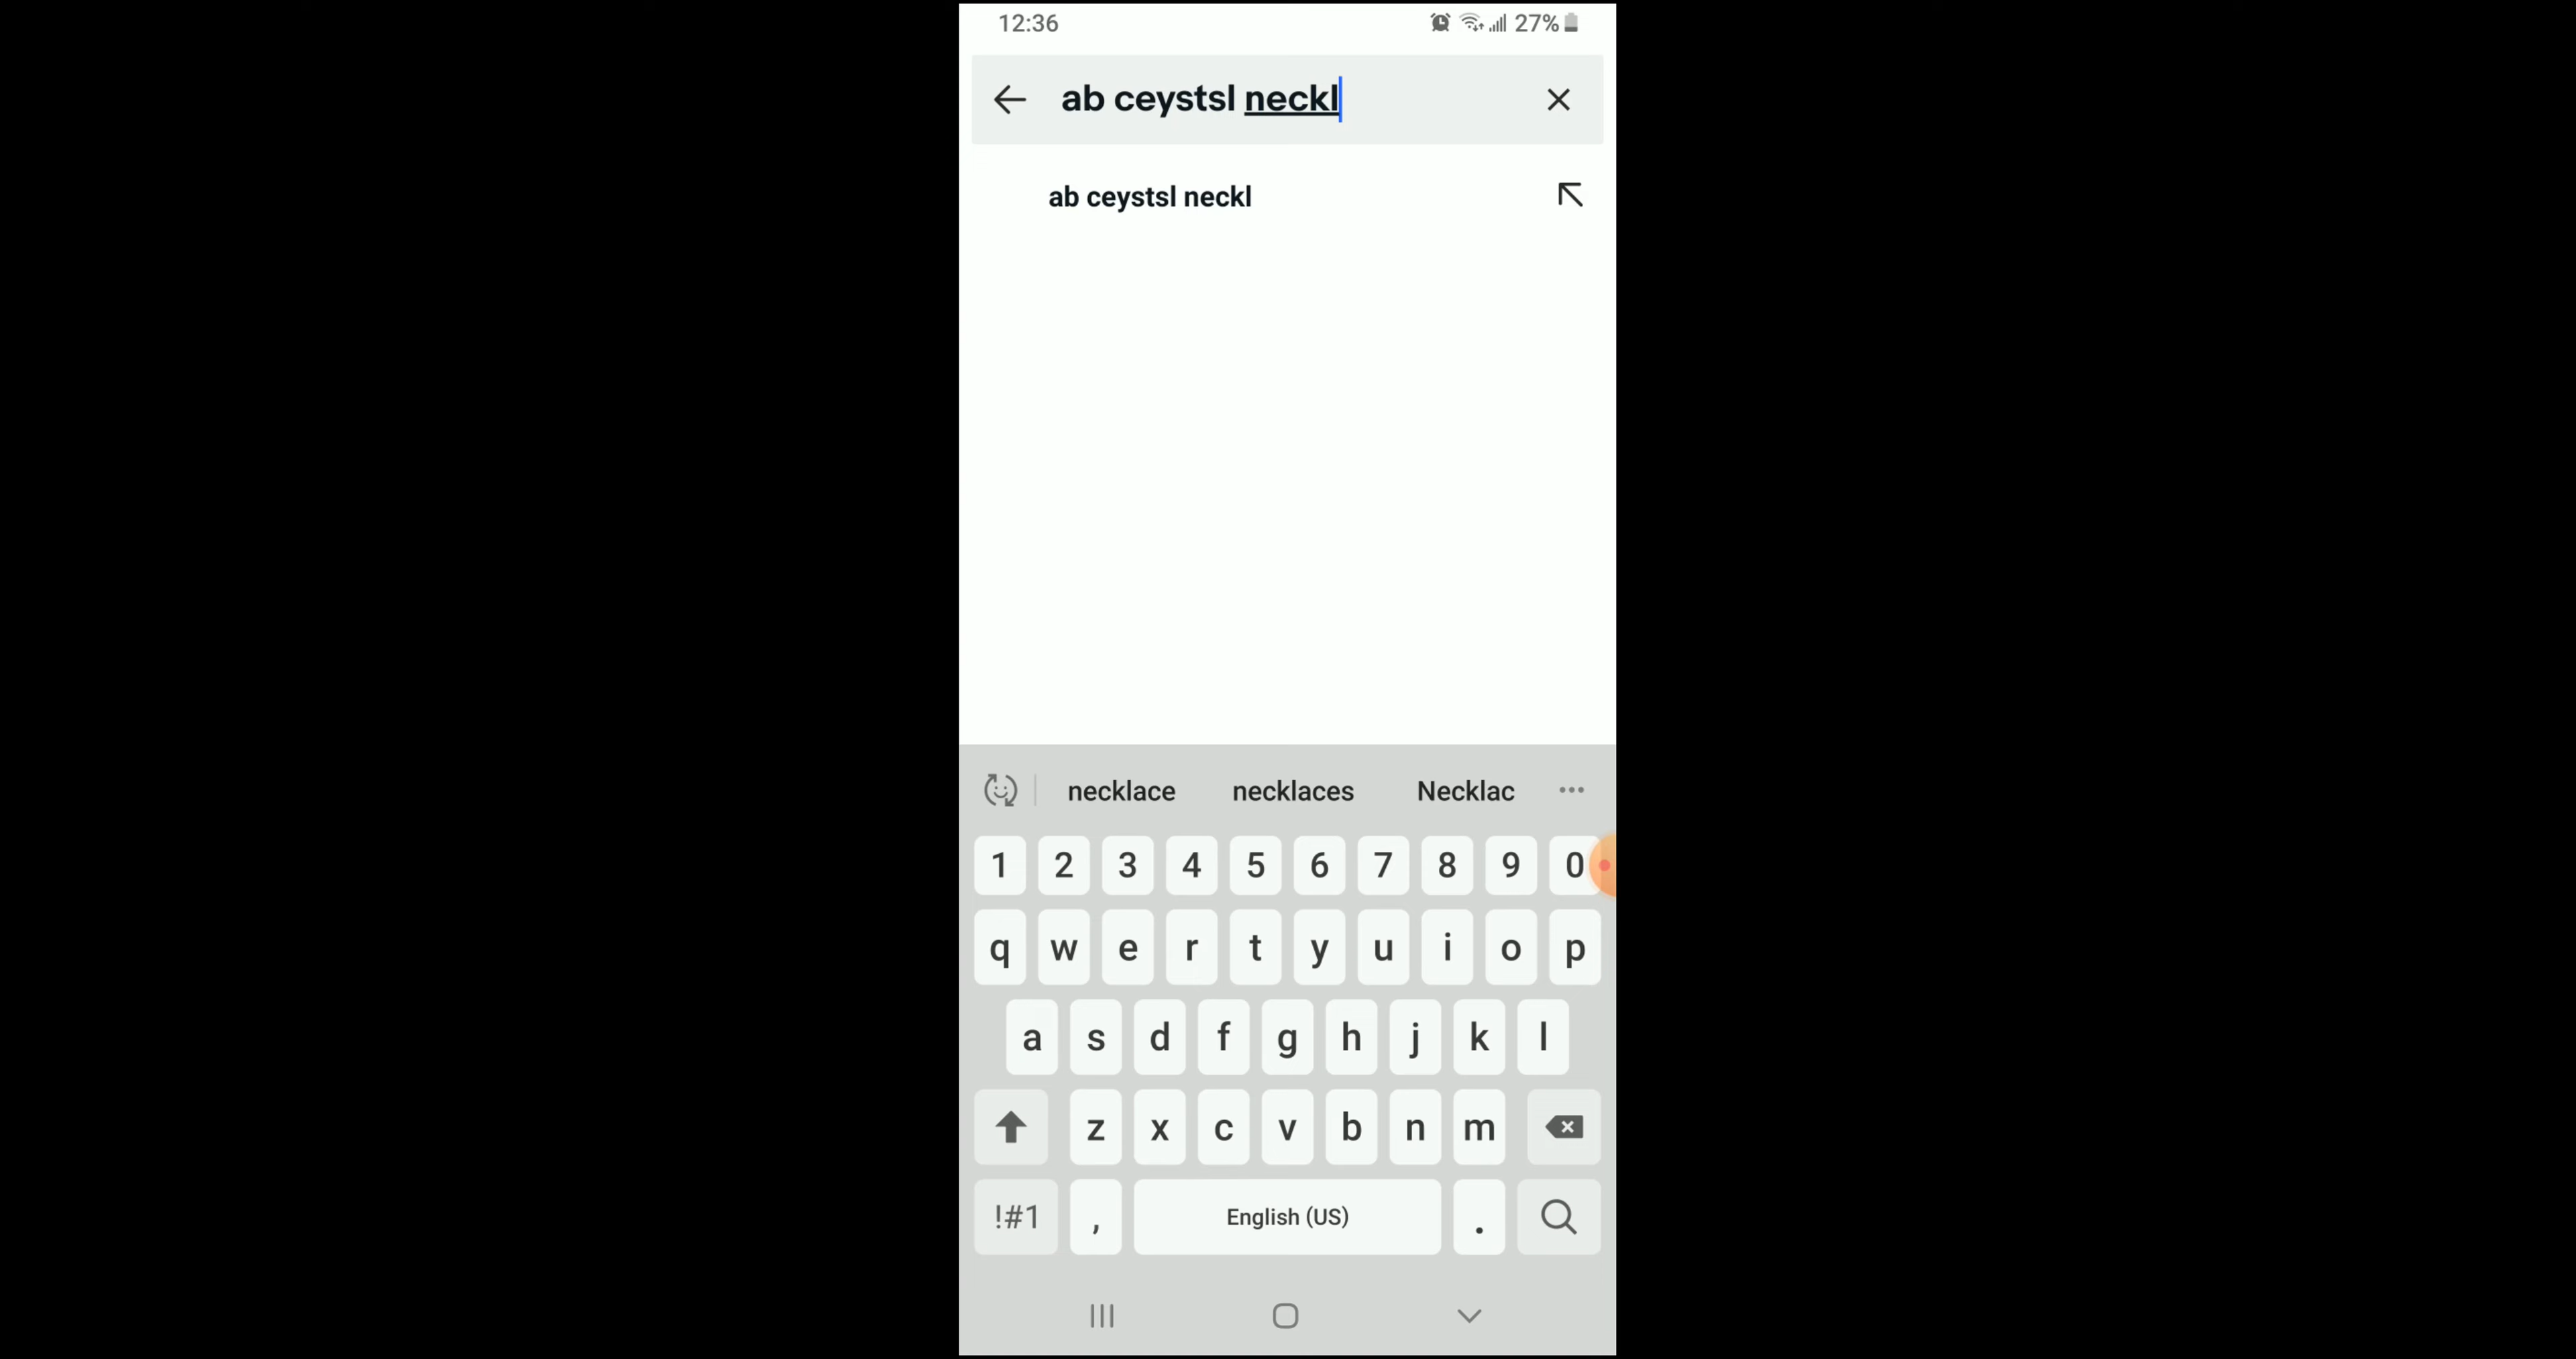 12:36 27%
ab ceystsl neckl
ab ceystsl neckl
necklace necklaces Necklac
1 2 3 4 5 6 7 8 9 0
q w e r t y u i o p
a s d f g h j k l
z x c v b n m
!#1 , English (US) .